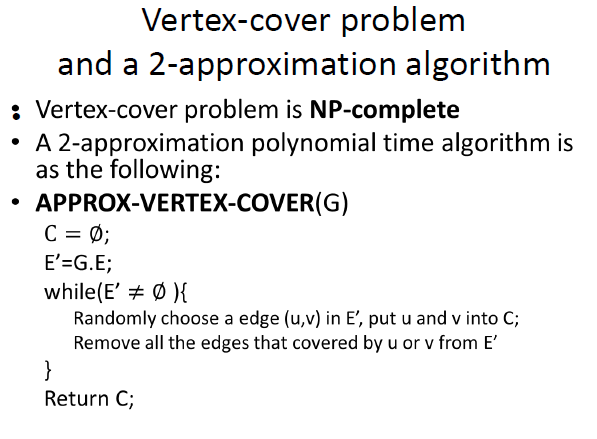 Vertex-cover problem
and a 2-approximation algorithm
• Vertex-cover problem is NP-complete
• A 2-approximation polynomial time algorithm is
as the following:
• APPROX-VERTEX-COVER(G)
C = Ø;
E’=G.E;
while(E’ ≠ Ø ){
Randomly choose a edge (u,v) in E’, put u and v into C;
Remove all the edges that covered by u or v from E’
}
Return C;